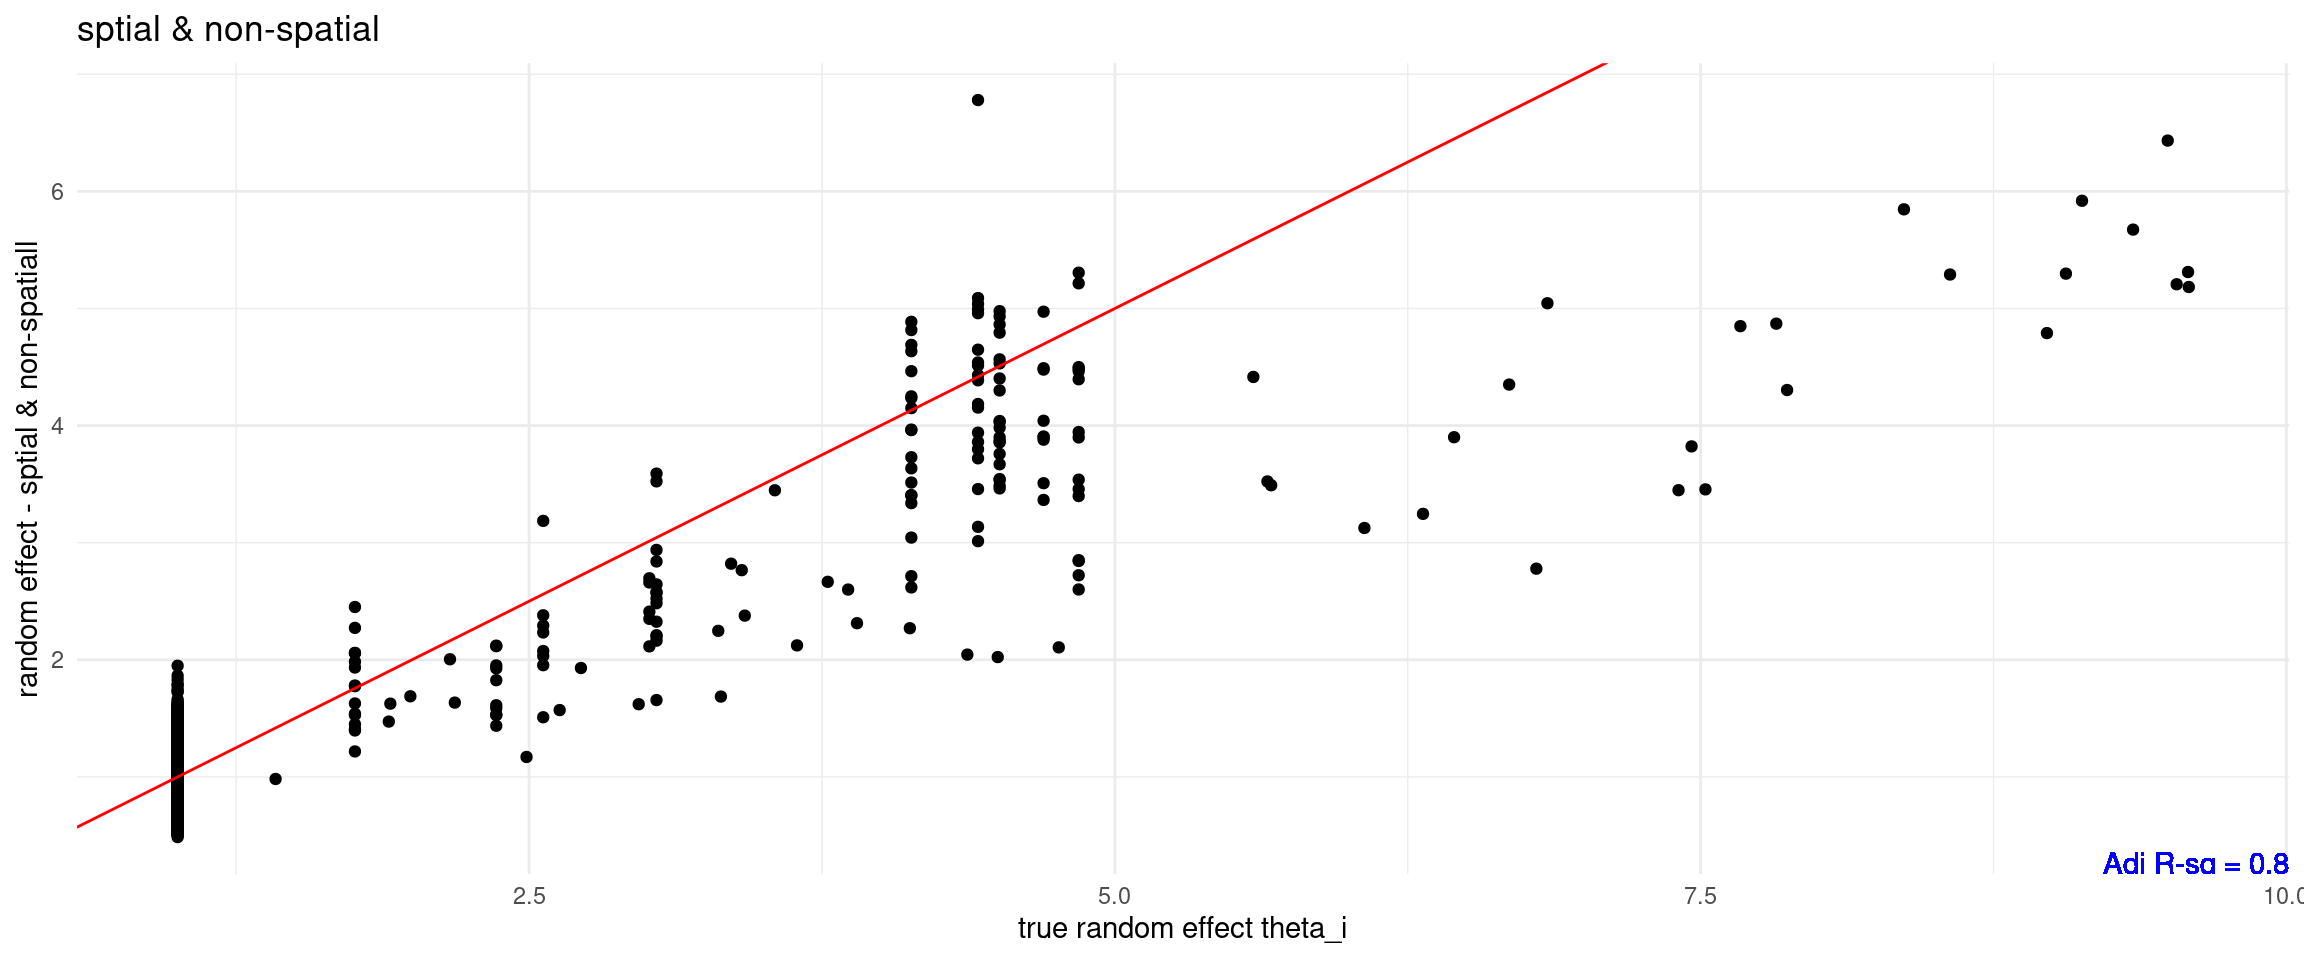 sptial & non-spatial
random effect - sptial & non-spatiall
6
4
2
2.5
5.0
7.5
10.0
true random effect theta_i
Adj R-sq = 0.8